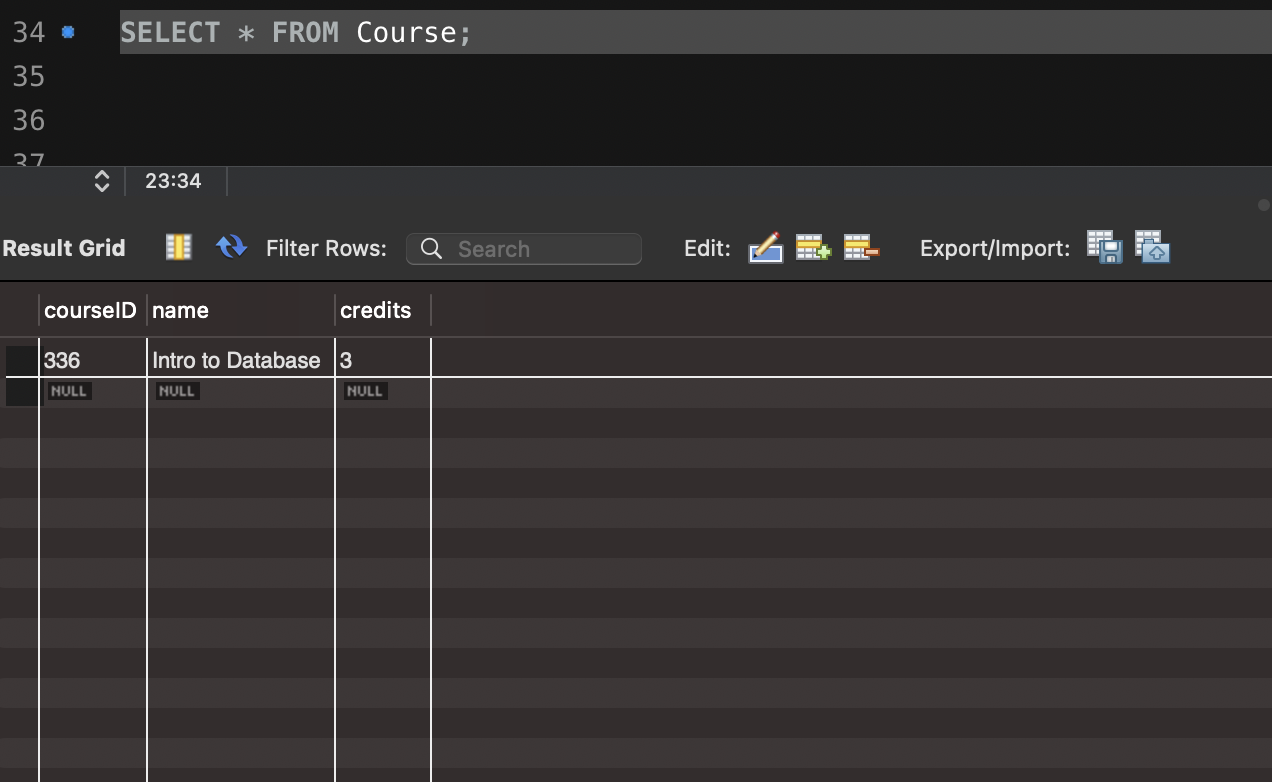 34 SELECT * FROM Course;
35
36
37
23:34
Result Grid Filter Rows: Search Edit: Export/Import:
courseID name credits
336 Intro to Database 3
NULL NULL NULL